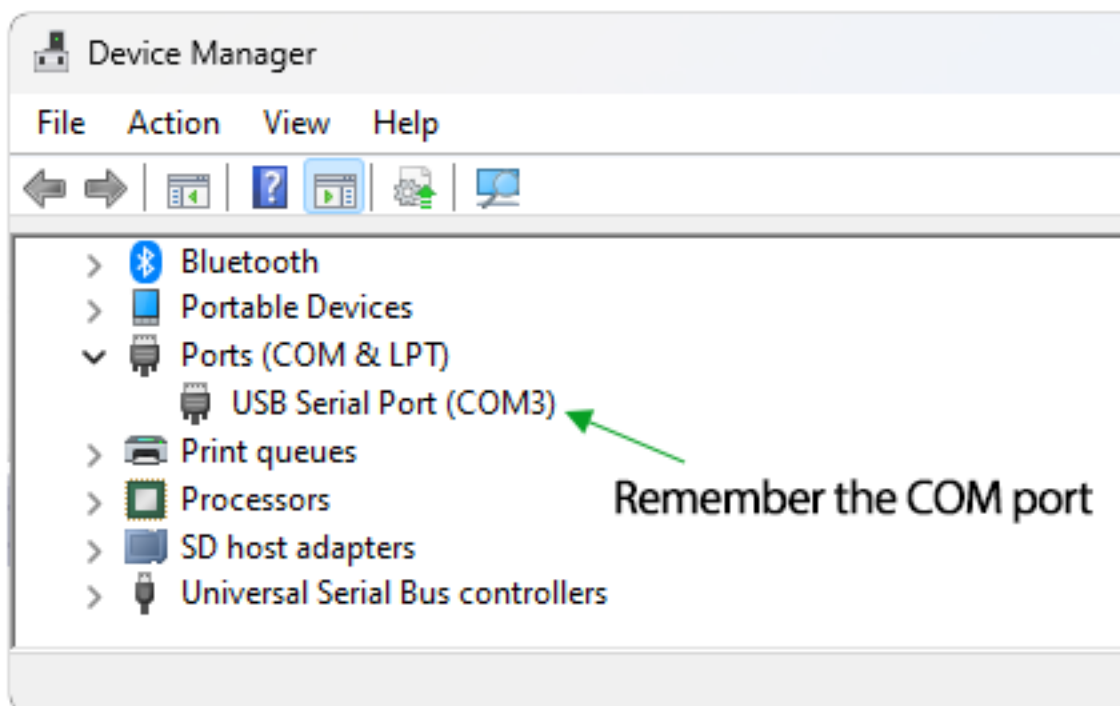 Device Manager
File Action View Help
Bluetooth
Portable Devices
Ports (COM & LPT)
USB Serial Port (COM3)
Print queues
Processors
Remember the COM port
SD host adapters
Universal Serial Bus controllers